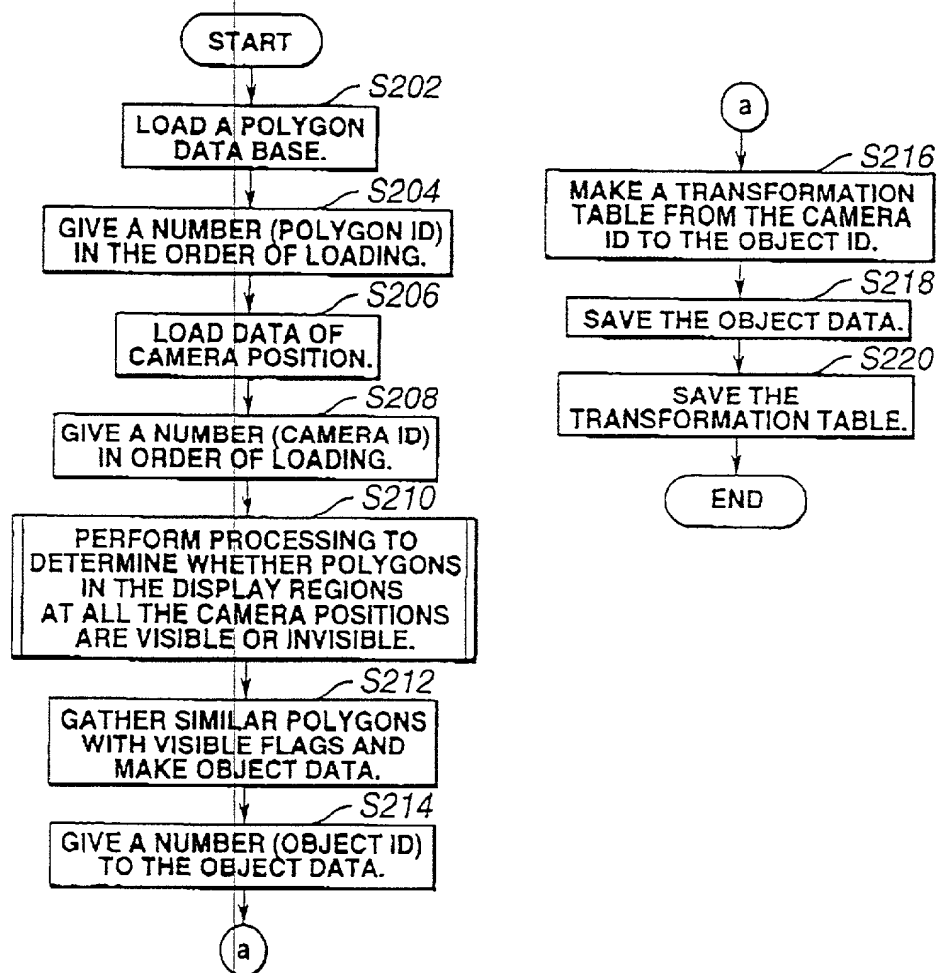 START
S202
LOAD A POLYGON
DATA BASE.
S204
GIVE A NUMBER (POLYGON ID)
IN THE ORDER OF LOADING.
S206
LOAD DATA OF
CAMERA POSITION.
S208
GIVE A NUMBER (CAMERA ID)
IN ORDER OF LOADING.
S210
PERFORM PROCESSING TO
DETERMINE WHETHER POLYGONS
IN THE DISPLAY REGIONS
AT ALL THE CAMERA POSITIONS
ARE VISIBLE OR INVISIBLE.
S212
GATHER SIMILAR POLYGONS
WITH VISIBLE FLAGS AND
MAKE OBJECT DATA.
S214
GIVE A NUMBER (OBJECT ID)
TO THE OBJECT DATA.
a
a
S216
MAKE A TRANSFORMATION
TABLE FROM THE CAMERA
ID TO THE OBJECT ID.
S218
SAVE THE OBJECT DATA.
S220
SAVE THE
TRANSFORMATION TABLE.
END